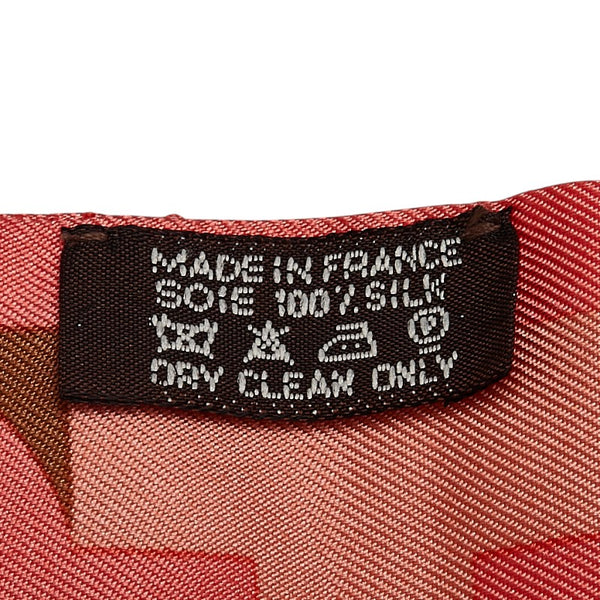 MADE IN FRANCE
SOIE 100% SILK
DRY CLEAN ONLY